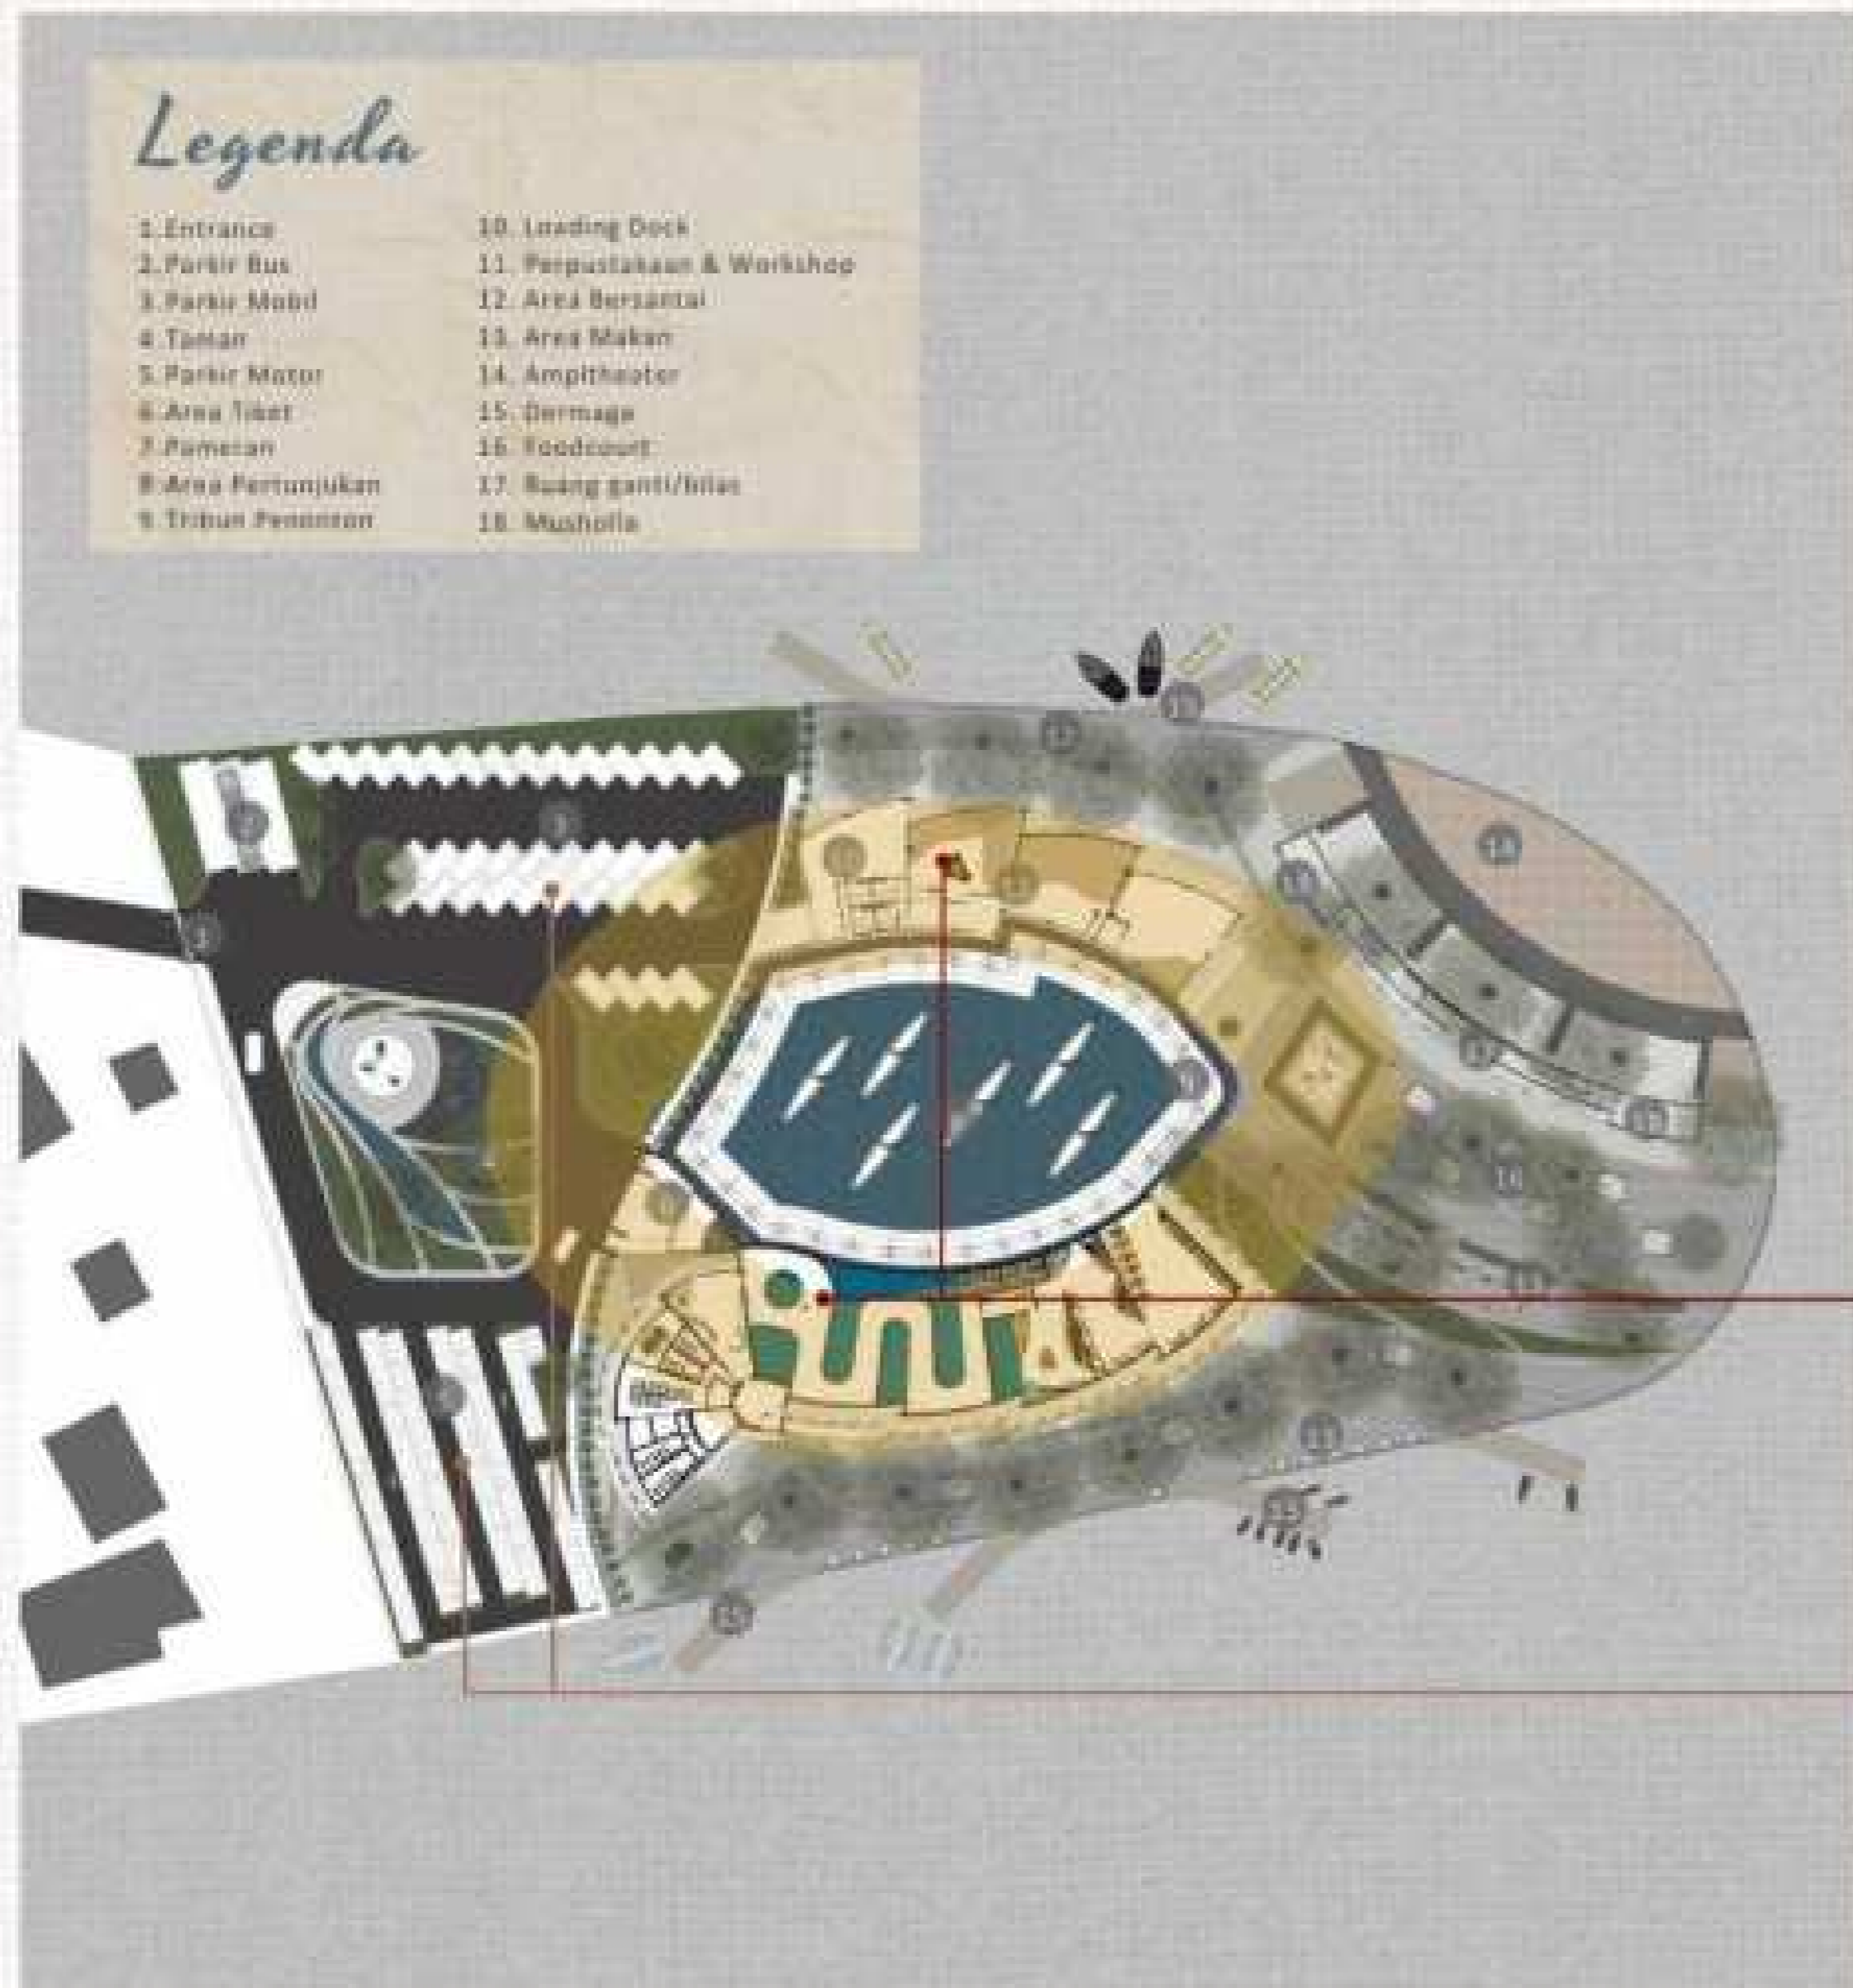 Legenda
1.Entrance
2.Parkir Bus
3.Parkir Mobil
4.Taman
5.Parkir Motor
6.Area Tiket
7.Pameran
8.Area Pertunjukan
9.Tribun Penonton
10. Loading Dock
11. Perpustakaan & Workshop
12. Area Bersantai
13. Area Makan
14. Ampitheater
15. Dermaga
16. Foodcourt
17. Ruang ganti/bilas
18. Musholla
14